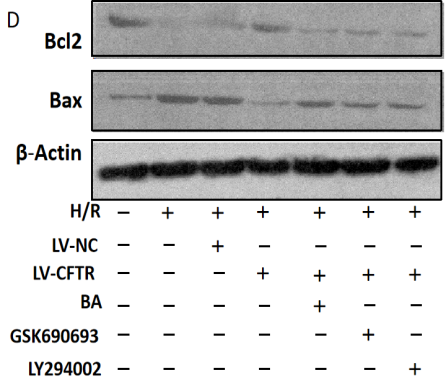 D
Bcl2
Bax
β-Actin
H/R − + + + + + +
LV-NC − − + − − − −
LV-CFTR − − − + + + +
BA − − − − + − −
GSK690693 − − − − − + −
LY294002 − − − − − − +